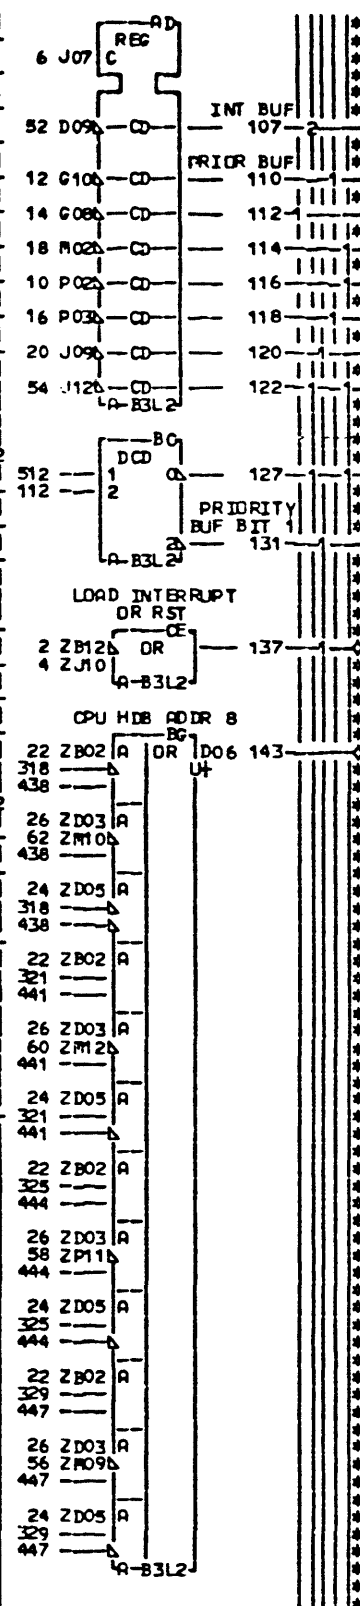 AD
REG
6 J07 C
INT BUF
52 D09 CD 107 2
PRIOR BUF
12 G10 CD 110 1
14 G08 CD 112 1
18 M02 CD 114 1
10 P02 CD 116 1
16 P03 CD 118 1
20 J09 CD 120 1
54 J12 CD 122 1 1
A-B3L2
BC
DCD
512 1 0 127 1 1
112 2
PRIORITY
BUF BIT 1
2 131 1
A-B3L2
LOAD INTERRUPT
OR RST
CE
2 ZB12 OR 137 1
4 ZJ10
A-B3L2
CPU HDB ADDR 8
BG
22 ZB02 A OR D06 143
318
438
26 ZD03 A
62 ZM10
438
24 ZD05 A
318
438
22 ZB02 A
321
441
26 ZD03 A
60 ZM12
441
24 ZD05 A
321
441
22 ZB02 A
325
444
26 ZD03 A
58 ZP11
444
24 ZD05 A
325
444
22 ZB02 A
329
447
26 ZD03 A
56 ZM09
447
24 ZD05 A
329
447
A-B3L2